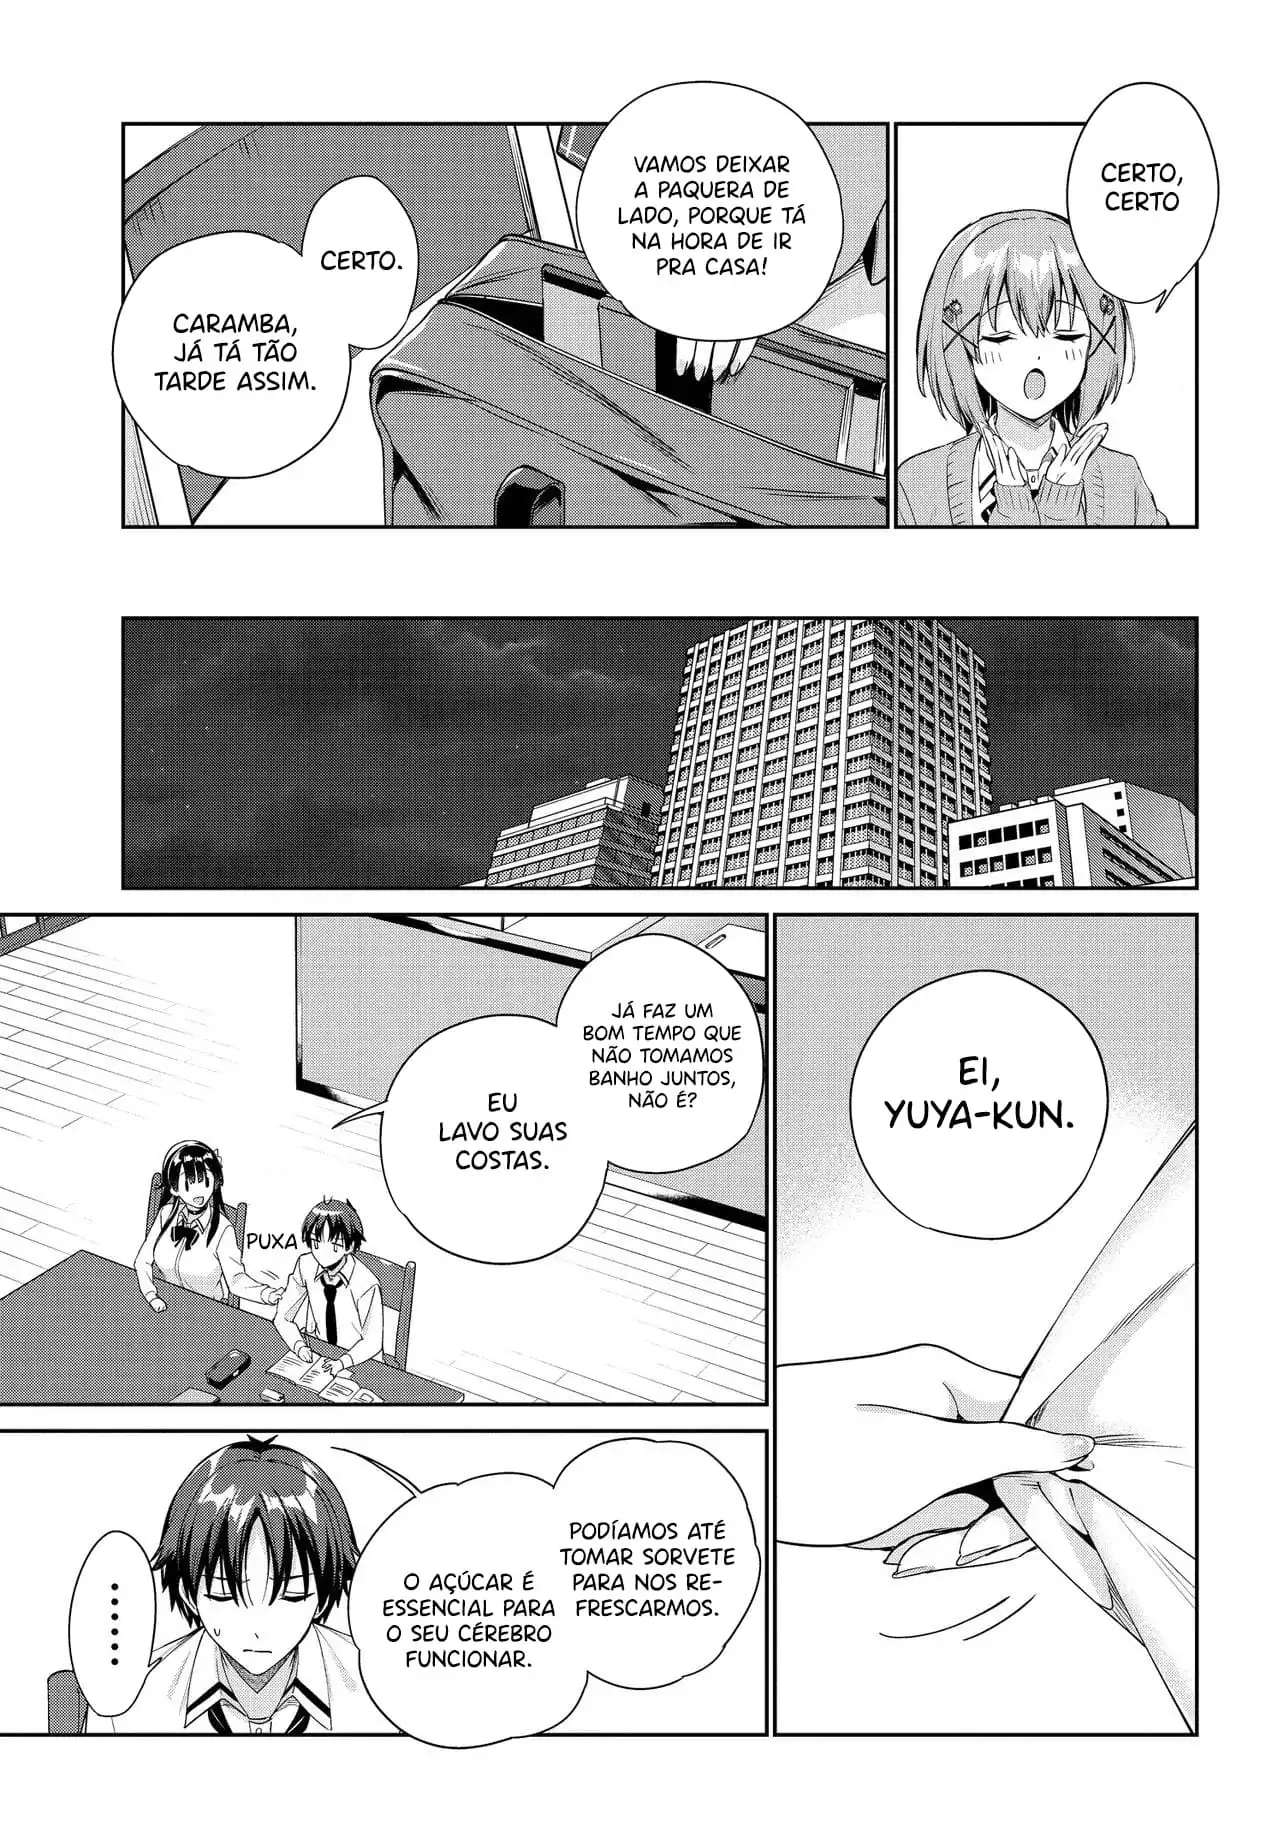 CERTO,
CERTO
VAMOS DEIXAR
A PAQUERA DE
LADO, PORQUE TÁ
NA HORA DE IR
PRA CASA!
CERTO.
CARAMBA,
JÁ TÁ TÃO
TARDE ASSIM.
EI,
YUYA-KUN.
JÁ FAZ UM
BOM TEMPO QUE
NÃO TOMAMOS
BANHO JUNTOS,
NÃO É?
EU
LAVO SUAS
COSTAS.
PUXA
PODÍAMOS ATÉ
TOMAR SORVETE
PARA NOS RE-
FRESCARMOS.
O AÇÚCAR É
ESSENCIAL PARA
O SEU CÉREBRO
FUNCIONAR.
......